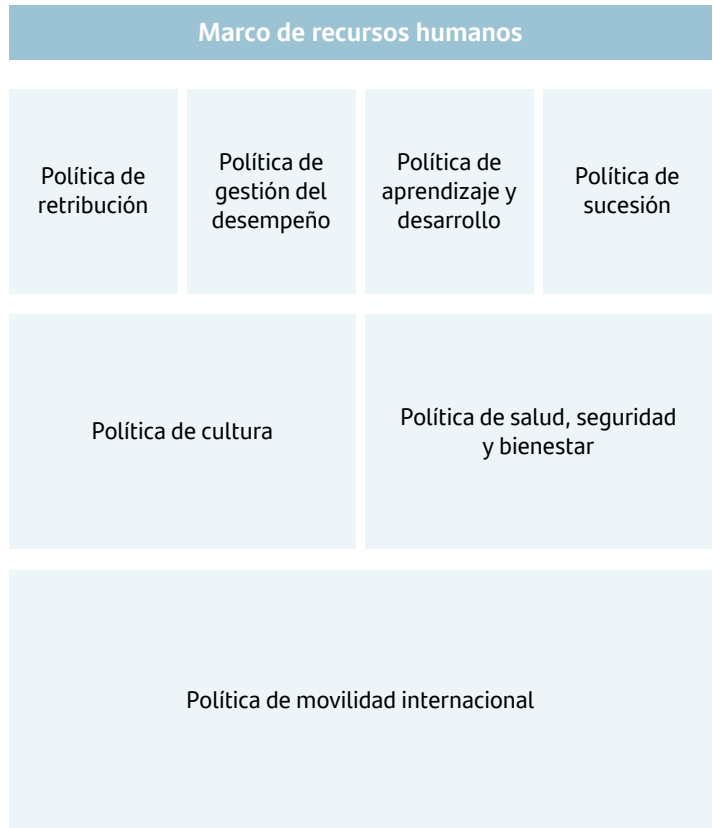 Marco de recursos humanos
Política de
retribución
Política de
gestión del
desempeño
Política de
aprendizaje y
desarrollo
Política de
sucesión
Política de cultura
Política de salud, seguridad
y bienestar
Política de movilidad internacional